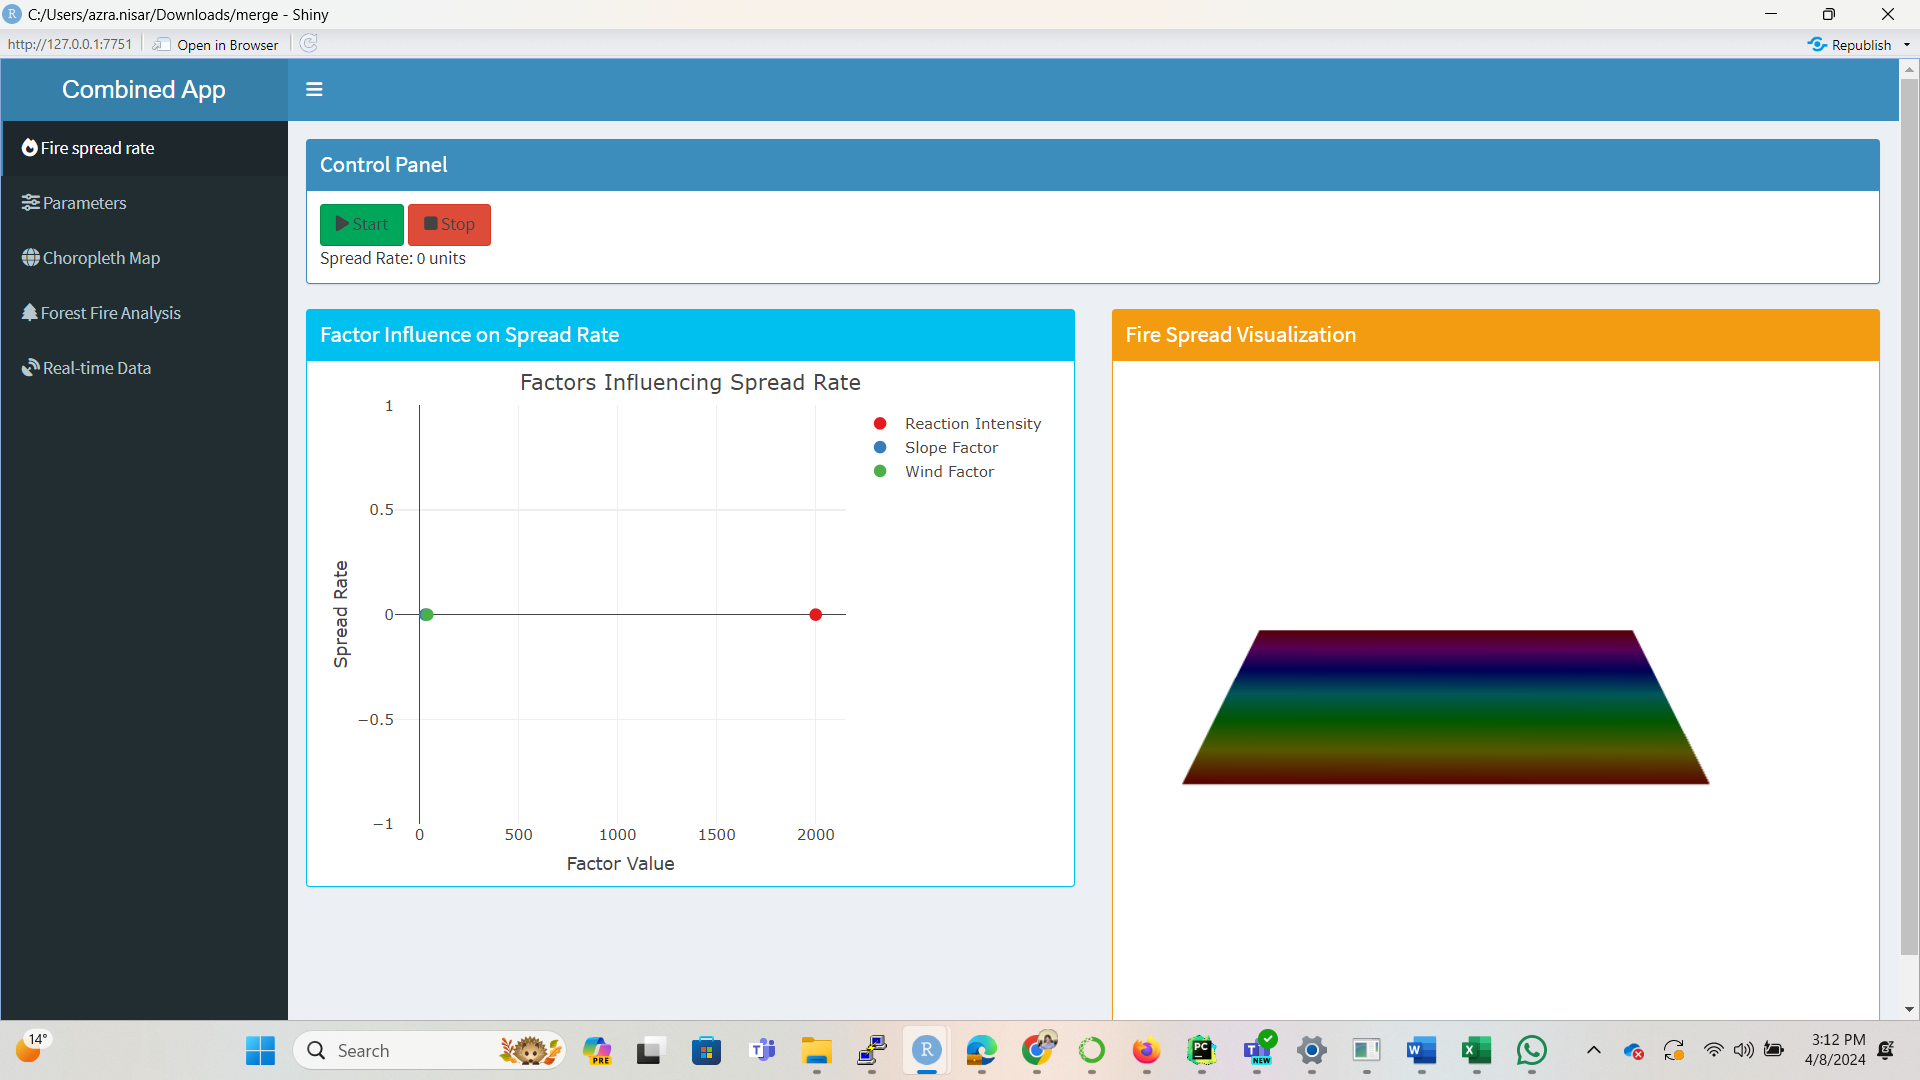 R C:/Users/azra.nisar/Downloads/merge - Shiny
http://127.0.0.1:7751 Open in Browser Republish
Combined App
Fire spread rate
Parameters
Choropleth Map
Forest Fire Analysis
Real-time Data
Control Panel
Start Stop
Spread Rate: 0 units
Factor Influence on Spread Rate
Factors Influencing Spread Rate
1
0.5
0
−0.5
−1
Spread Rate
0 500 1000 1500 2000
Factor Value
Reaction Intensity
Slope Factor
Wind Factor
Fire Spread Visualization
14°
Search
PRE
T
R
PC
T
NEW
W
X
3:12 PM
4/8/2024